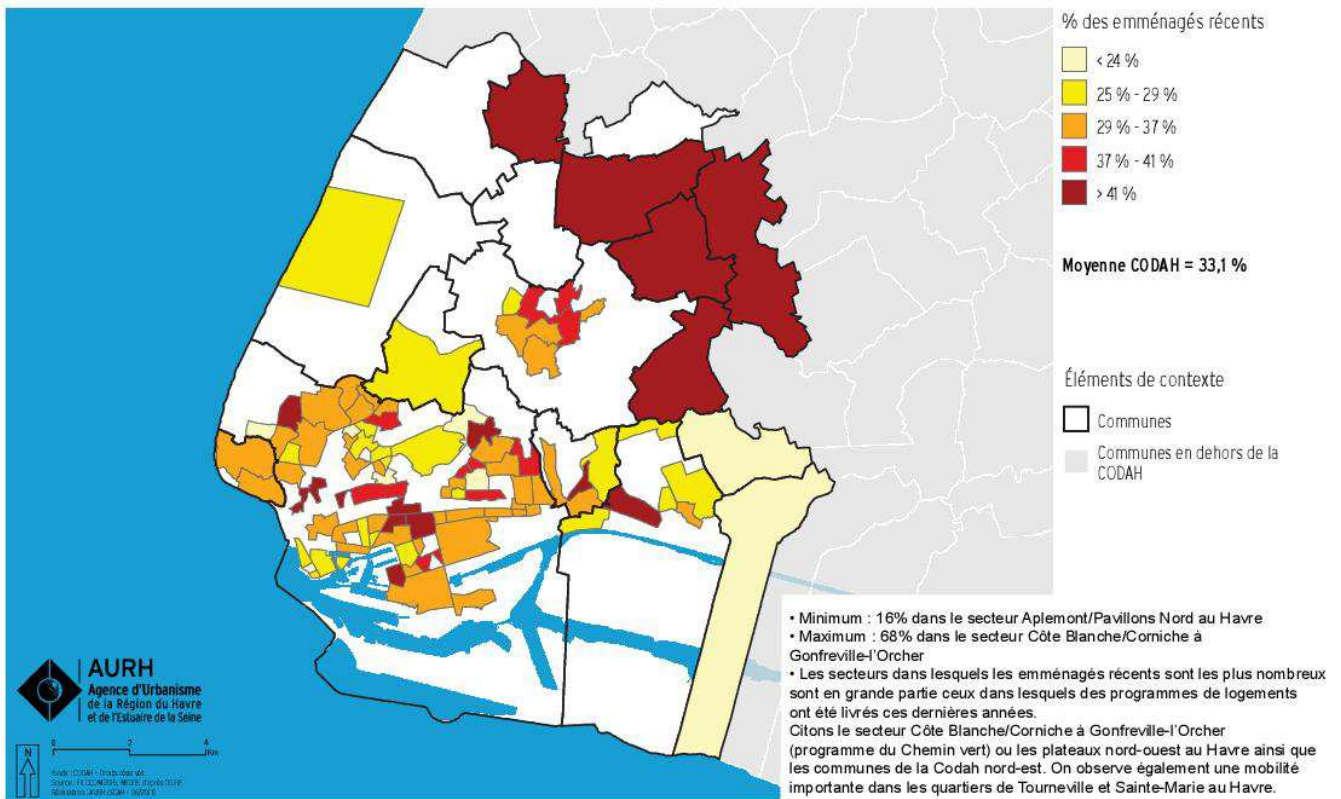 % des emménagés récents
< 24 %
25 % - 29 %
29 % - 37 %
37 % - 41 %
> 41 %
Moyenne CODAH = 33,1 %
Éléments de contexte
Communes
Communes en dehors de la
CODAH
• Minimum : 16% dans le secteur Aplemont/Pavillons Nord au Havre
• Maximum : 68% dans le secteur Côte Blanche/Corniche à
Gonfreville-l'Orcher
• Les secteurs dans lesquels les emménagés récents sont les plus nombreux
sont en grande partie ceux dans lesquels des programmes de logements
ont été livrés ces dernières années.
Citons le secteur Côte Blanche/Corniche à Gonfreville-l'Orcher
(programme du Chemin vert) ou les plateaux nord-ouest au Havre ainsi que
les communes de la Codah nord-est. On observe également une mobilité
importante dans les quartiers de Tourneville et Sainte-Marie au Havre.
AURH
Agence d'Urbanisme
de la Région du Havre
et de l'Estuaire de la Seine
N
0 2 4
Km